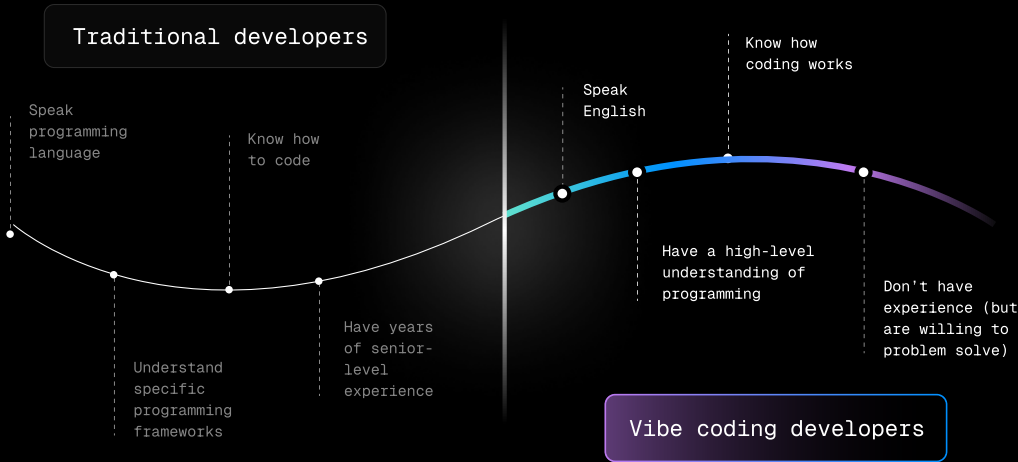 Traditional developers
Speak
programming
language
Know how
to code
Understand
specific
programming
frameworks
Have years
of senior-
level
experience
Speak
English
Know how
coding works
Have a high-level
understanding of
programming
Don't have
experience (but
are willing to
problem solve)
Vibe coding developers